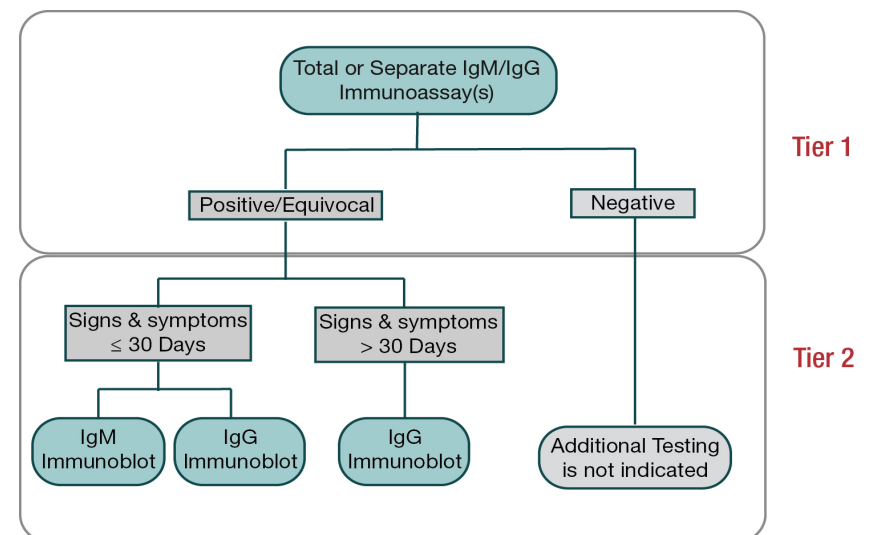 Total or Separate IgM/IgG
Immunoassay(s)
Tier 1
Positive/Equivocal
Negative
Signs & symptoms
≤ 30 Days
Signs & symptoms
> 30 Days
Tier 2
IgM
Immunoblot
IgG
Immunoblot
IgG
Immunoblot
Additional Testing
is not indicated